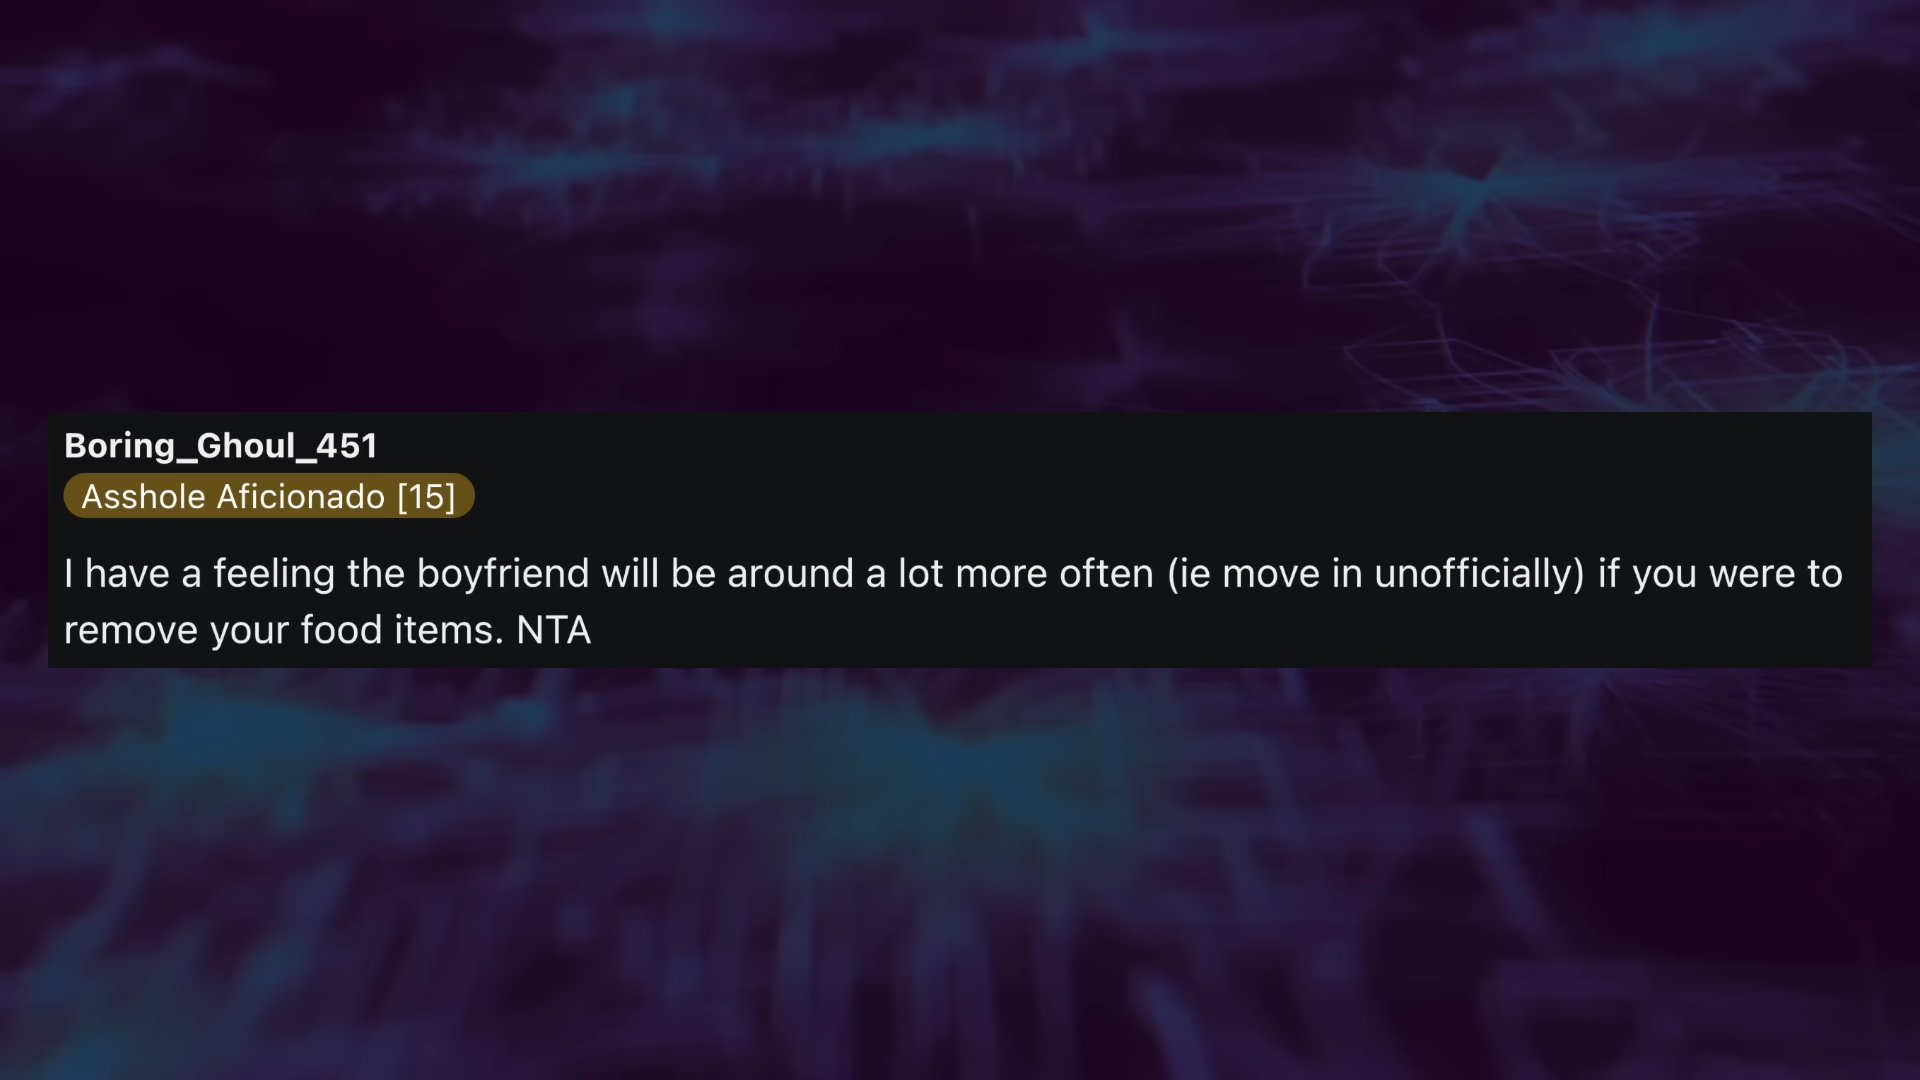 Boring_Ghoul_451
Asshole Aficionado [15]
I have a feeling the boyfriend will be around a lot more often (ie move in unofficially) if you were to
remove your food items. NTA